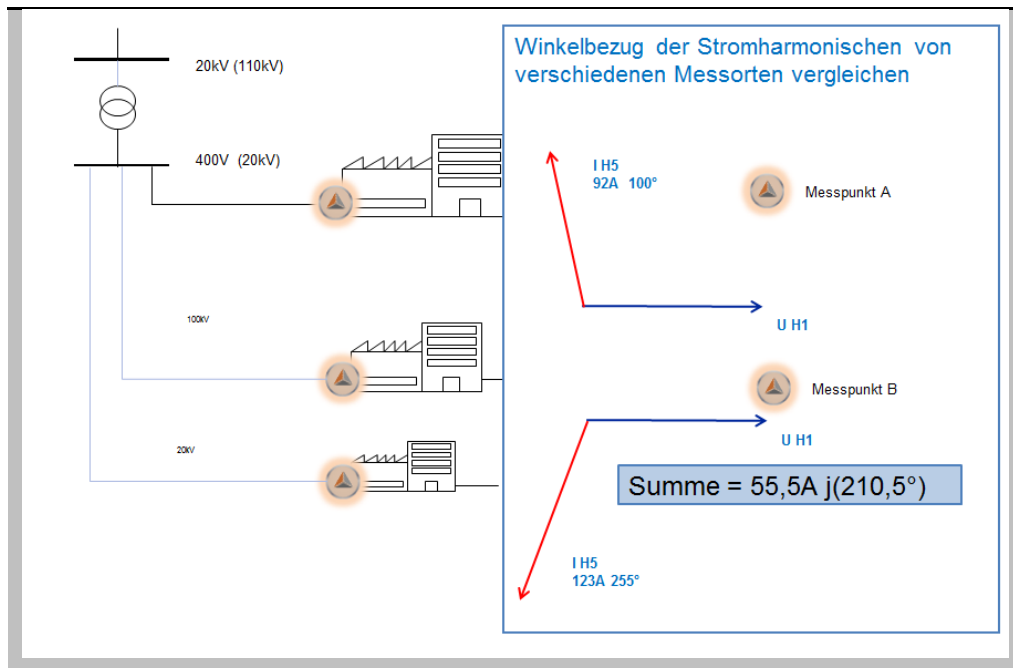 20kV (110kV)
400V (20kV)
100kV
20kV
Winkelbezug der Stromharmonischen von
verschiedenen Messorten vergleichen
I H5
92A 100°
Messpunkt A
U H1
Messpunkt B
U H1
Summe = 55,5A j(210,5°)
I H5
123A 255°